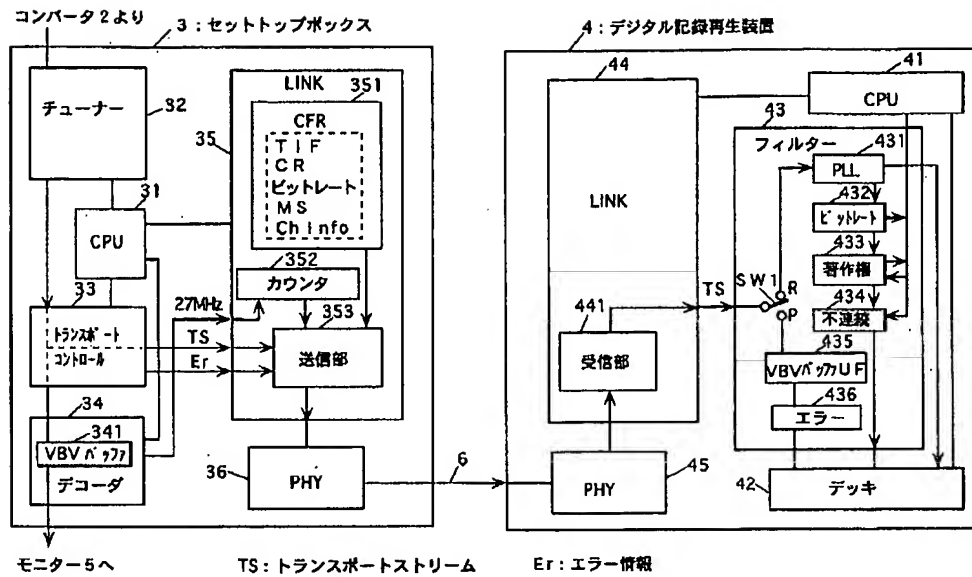 コンバータ2より
3：セットトップボックス
チューナー
32
31
CPU
33
トランスポート
コントロール
34
341
VBVバッファ
デコーダ
モニター5へ
35
LINK
351
CFR
TIF
CR
ビットレート
MS
ChInfo
352
カウンタ
27MHz
353
TS
Er
送信部
36
PHY
6
TS：トランスポートストリーム
4：デジタル記録再生装置
44
LINK
441
受信部
45
PHY
41
CPU
43
フィルター
431
PLL
432
ビットレート
433
著作権
434
不連続
TS
SW1
R
P
435
VBVバッファUF
436
エラー
42
デッキ
Er：エラー情報